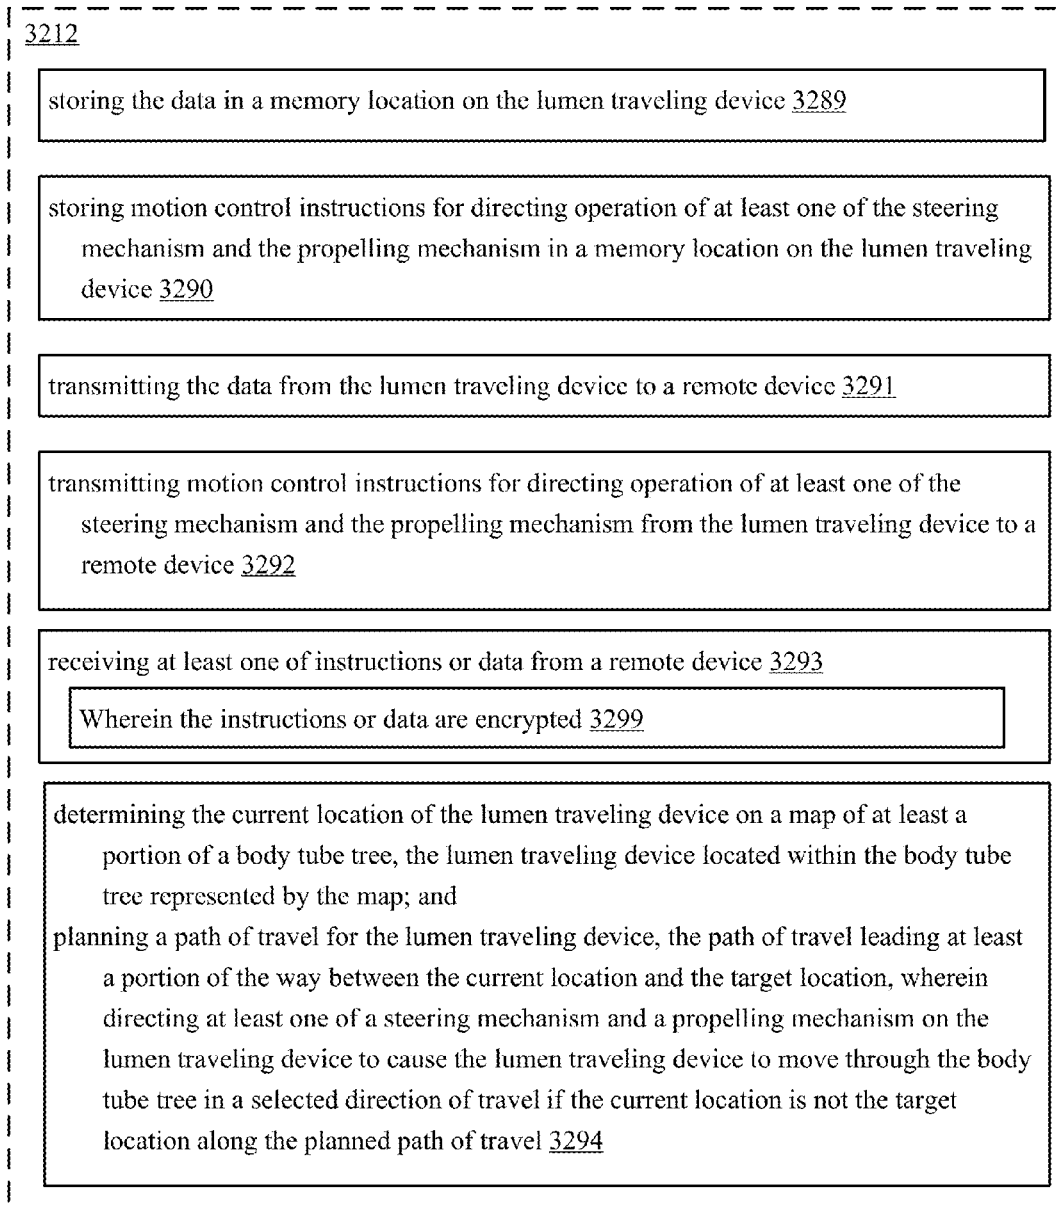 3212
storing the data in a memory location on the lumen traveling device 3289
storing motion control instructions for directing operation of at least one of the steering
mechanism and the propelling mechanism in a memory location on the lumen traveling
device 3290
transmitting the data from the lumen traveling device to a remote device 3291
transmitting motion control instructions for directing operation of at least one of the
steering mechanism and the propelling mechanism from the lumen traveling device to a
remote device 3292
receiving at least one of instructions or data from a remote device 3293
Wherein the instructions or data are encrypted 3299
determining the current location of the lumen traveling device on a map of at least a
portion of a body tube tree, the lumen traveling device located within the body tube
tree represented by the map; and
planning a path of travel for the lumen traveling device, the path of travel leading at least
a portion of the way between the current location and the target location, wherein
directing at least one of a steering mechanism and a propelling mechanism on the
lumen traveling device to cause the lumen traveling device to move through the body
tube tree in a selected direction of travel if the current location is not the target
location along the planned path of travel 3294